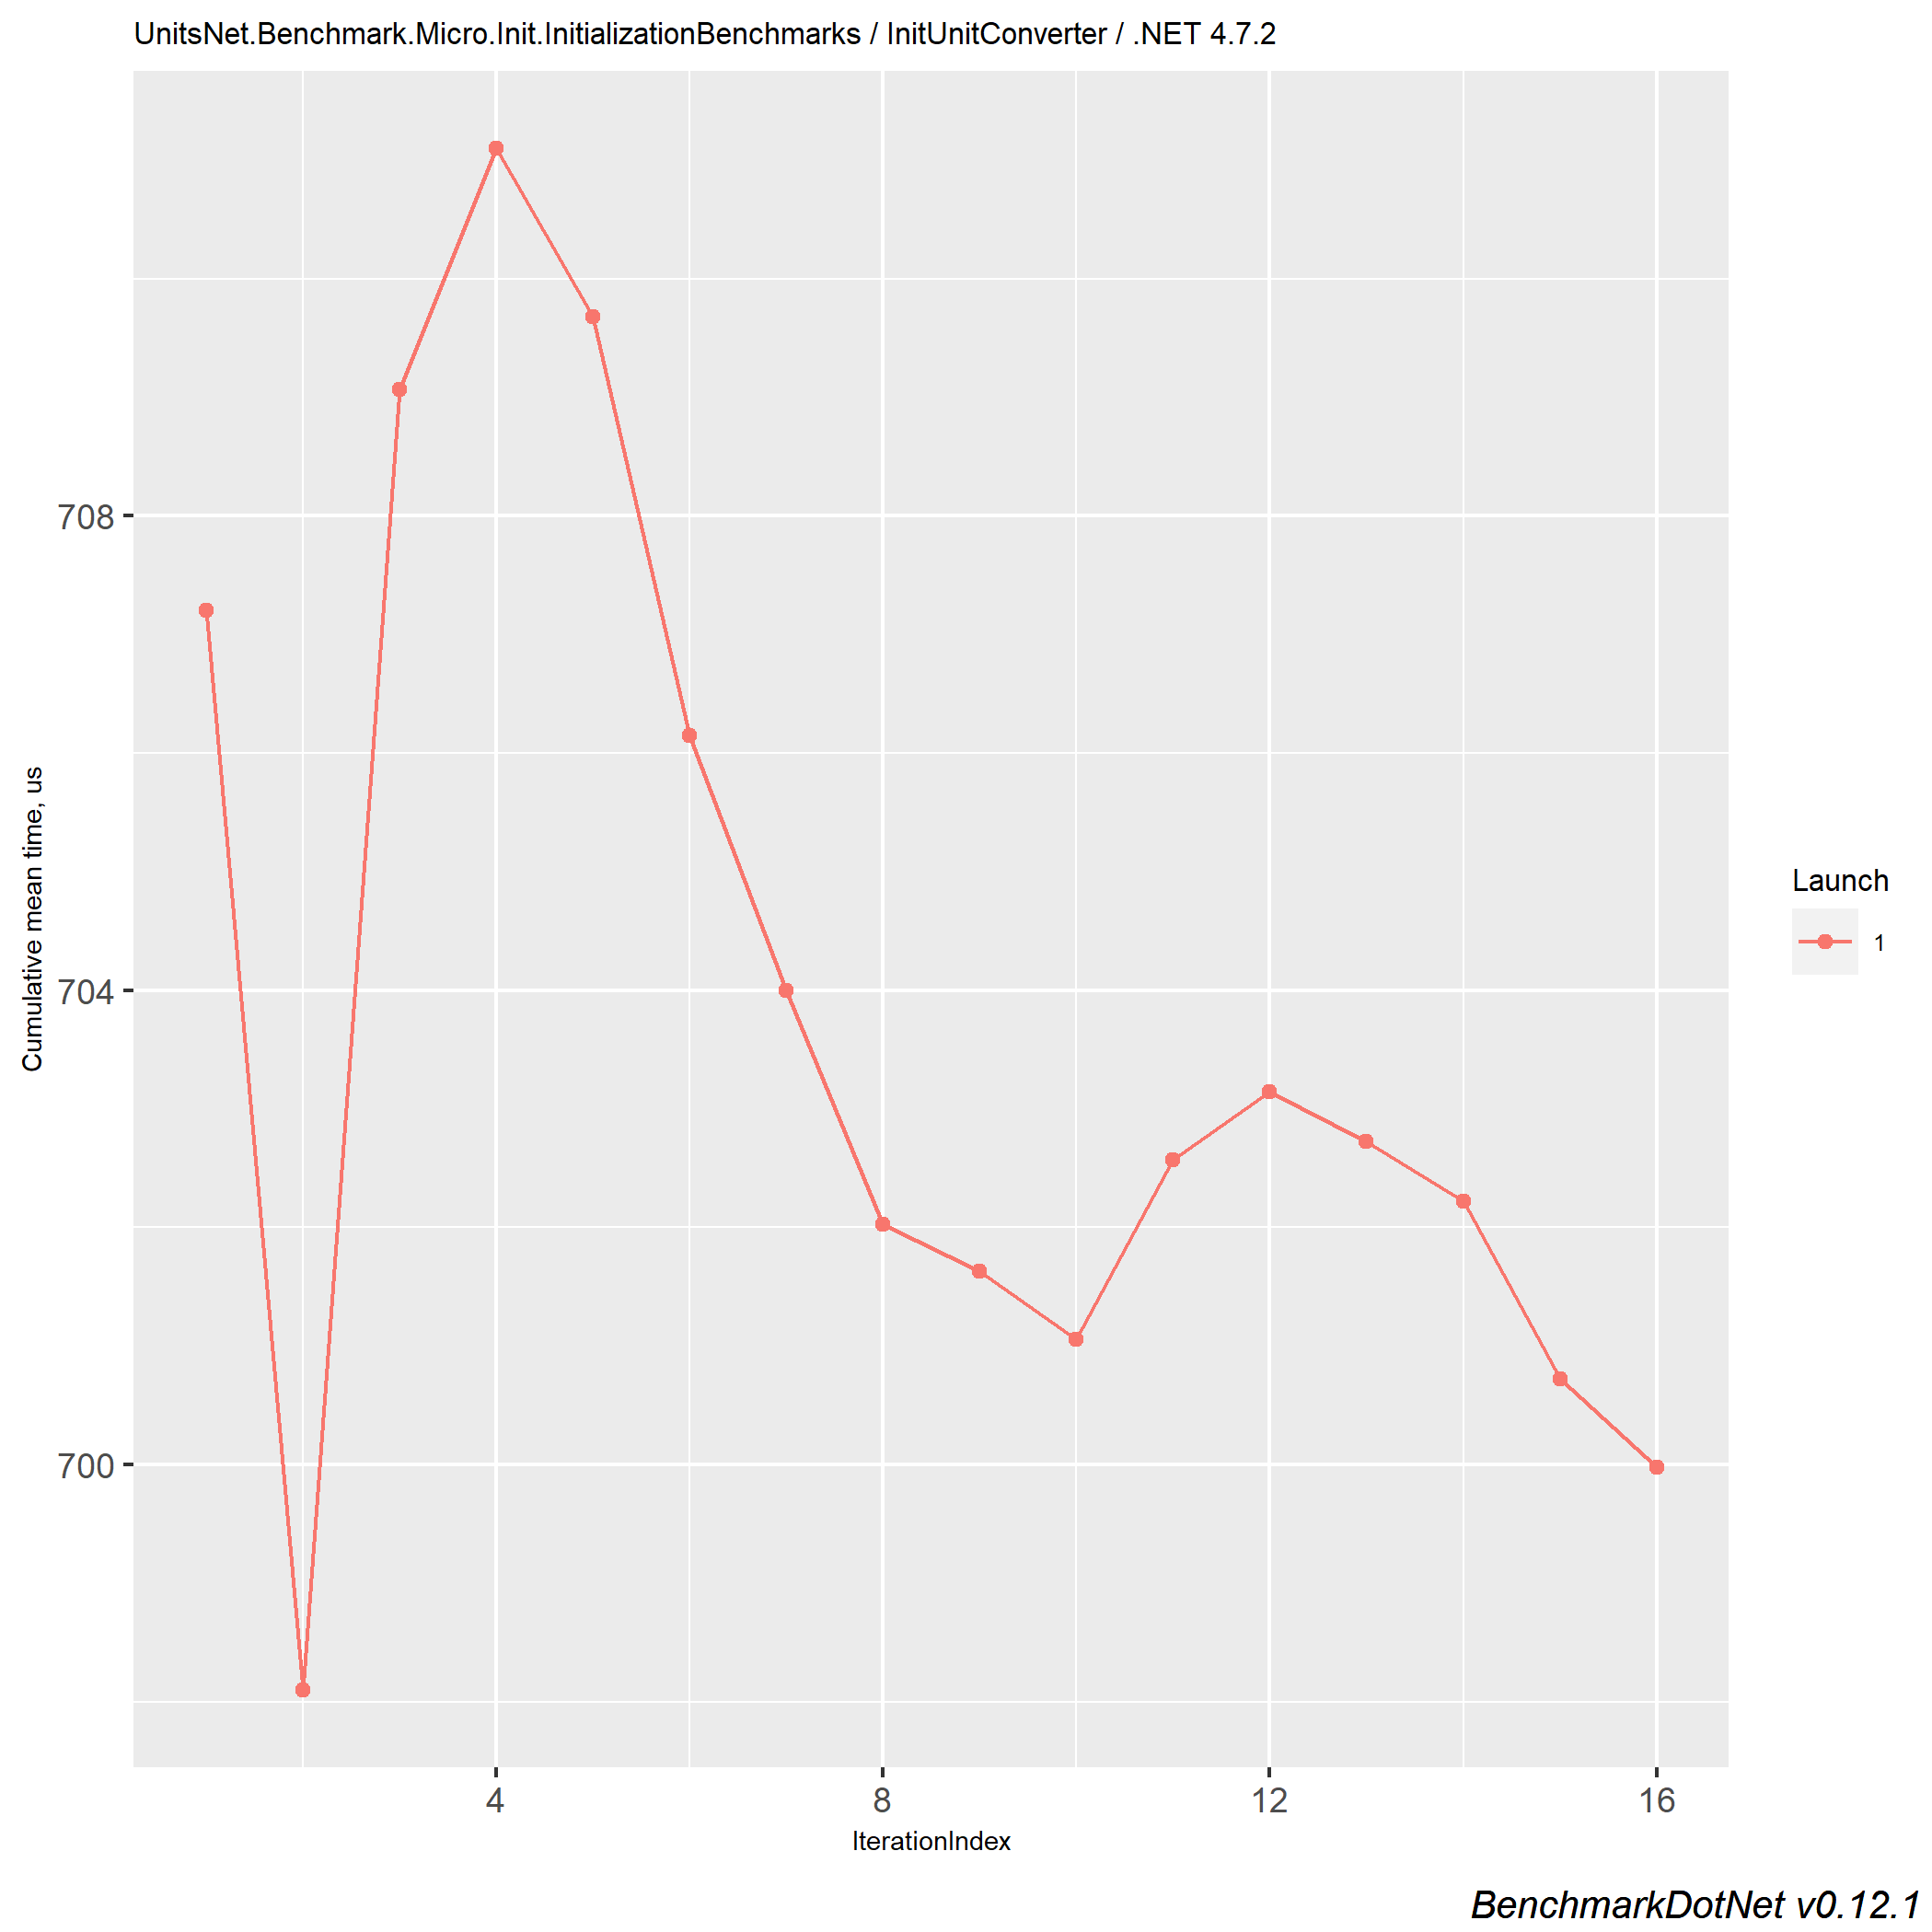 UnitsNet.Benchmark.Micro.Init.InitializationBenchmarks / InitUnitConverter / .NET 4.7.2
Cumulative mean time, us
708
704
700
4
8
12
16
IterationIndex
Launch
1
BenchmarkDotNet v0.12.1